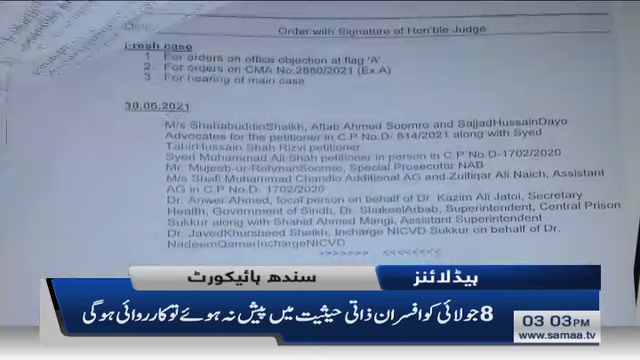 Order with Signature of Hon'ble Judge
Fresh case
1 For orders on office objection at flag 'A'
2. For orders on CMA No.2880/2021 (Ex.A)
3 For hearing of main case
30.06.2021
M/s ShahabuddinShaikh, Aftab Ahmed Soomro and SajjadHussainDayo
Advocates for the petitioner in C.P No.D- 814/2021 along with Syed
TahirHussain Shah Rizvi petitioner
Syed Muhammad Ali Shah petitioner in person in C.P No.D-1702/2020
Mr. Mujeeb-ur-RehmanSoomro, Special Prosecutor NAB
M/s Shafi Muhammad Chandio Additional AG and Zulfiqar Ali Naich, Assistant
AG in C.P No.D- 1702/2020
Dr. Anwer Ahmed, focal person on behalf of Dr. Kazim Ali Jatoi, Secretary
Health, Government of Sindh, Dr. ShakeelArbab, Superintendent, Central Prison
Sukkur along with Shahid Ahmed Mangi, Assistant Superintendent
Dr. JavedKhursheed Sheikh, Incharge NICVD Sukkur on behalf of Dr.
NadeemQamarInchargeNICVD
>>>>>>> <<<<<<<
ہیڈلائنز
سندھ ہائیکورٹ
8 جولائی کو افسران ذاتی حیثیت میں پیش نہ ہوئے تو کارروائی ہوگی
03 03PM
www.samaa.tv